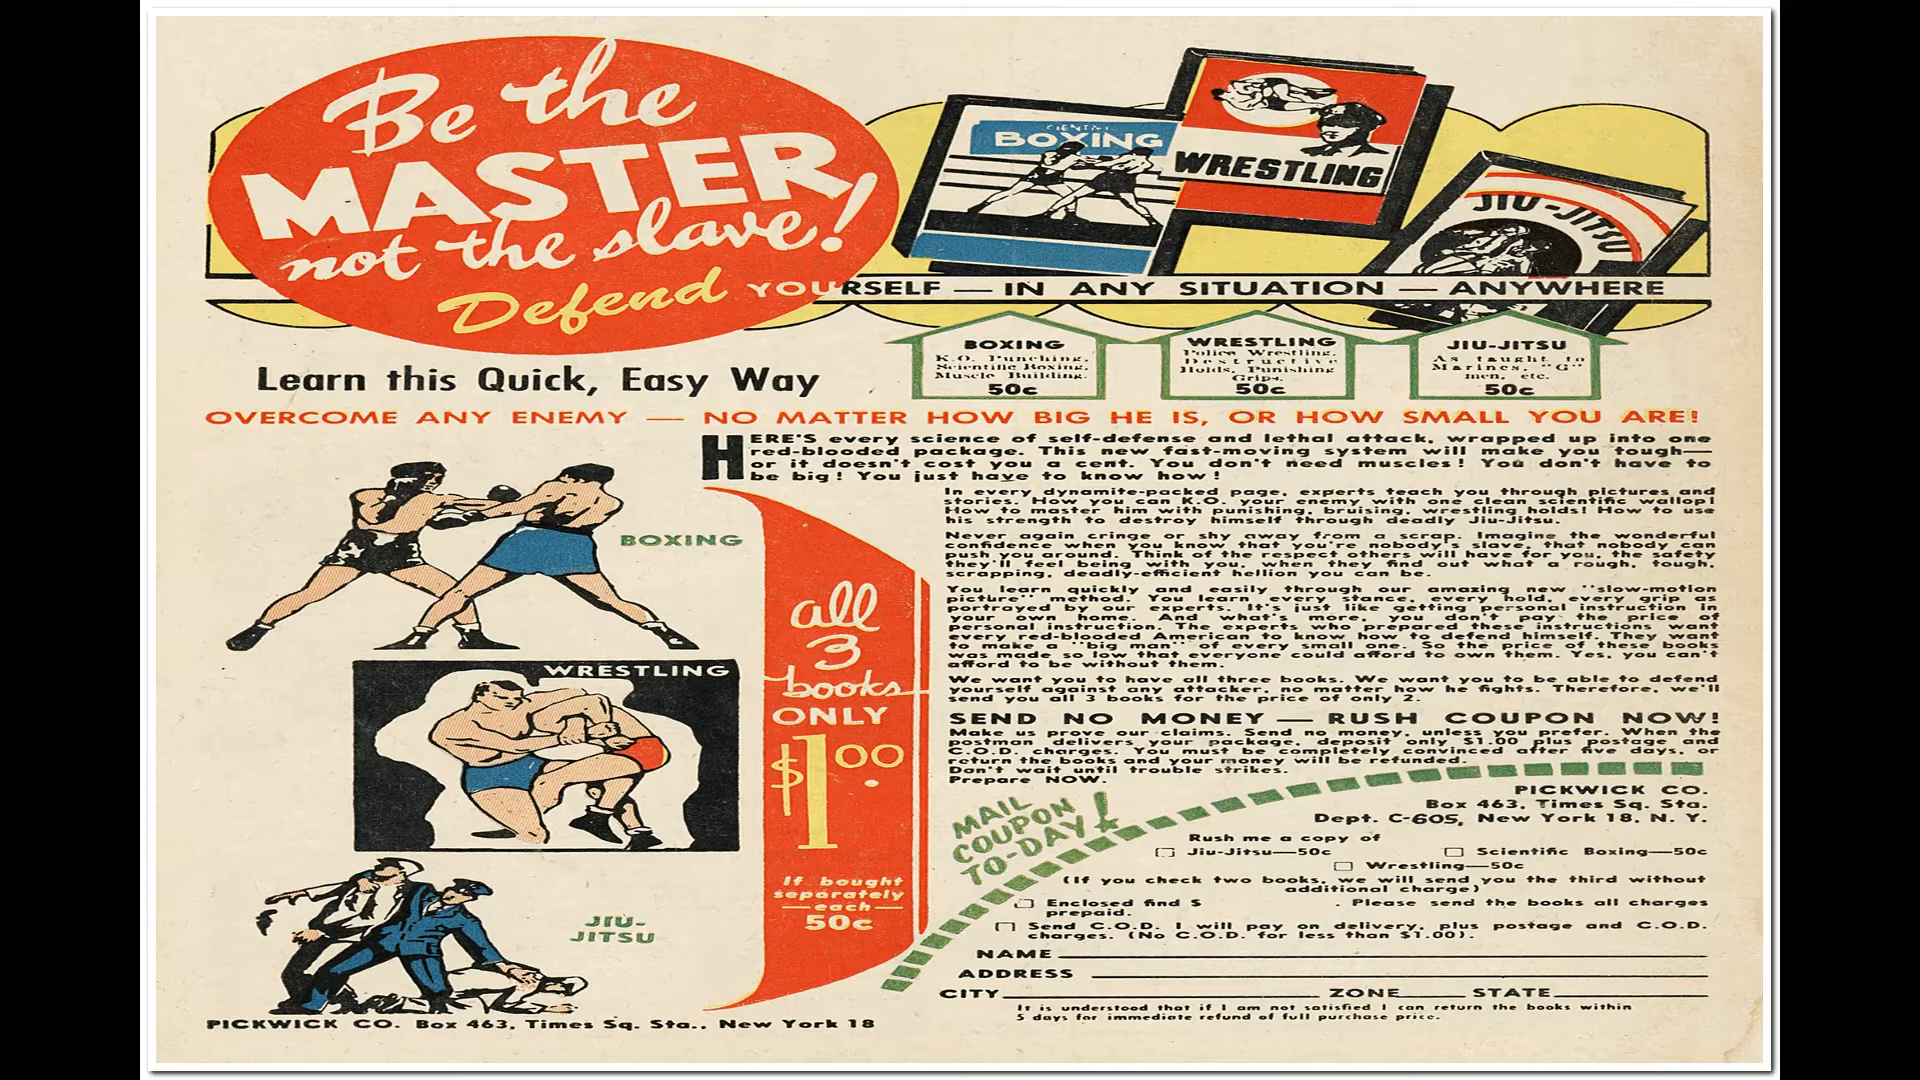 Be the
MASTER
not the slave!
Defend YOURSELF — IN ANY SITUATION — ANYWHERE
BOXING
WRESTLING
JIU-JITSU
Learn this Quick, Easy Way
BOXING
K.O. Punching,
Scientific Boxing,
Muscle Building.
50c
WRESTLING
Police Wrestling,
Destructive
Holds, Punishing
Grips.
50c
JIU-JITSU
As taught to
Marines, "G"
men, etc.
50c
OVERCOME ANY ENEMY — NO MATTER HOW BIG HE IS, OR HOW SMALL YOU ARE!
HERE'S every science of self-defense and lethal attack, wrapped up into one
red-blooded package. This new fast-moving system will make you tough—
or it doesn't cost you a cent. You don't need muscles! You don't have to
be big! You just have to know how!
In every dynamite-packed page, experts teach you through pictures and
stories. How you can K.O. your enemy with one clean scientific wallop!
How to master him with punishing, bruising, wrestling holds! How to use
his strength to destroy himself through deadly Jiu-Jitsu.
Never again cringe or shy away from a scrap. Imagine the wonderful
confidence when you know that you're nobody's slave, that nobody can
push you around. Think of the respect others will have for you, the safety
they'll feel being with you, when they find out what a rough, tough,
scrapping, deadly-efficient hellion you can be.
You learn quickly and easily through our amazing new "slow-motion
picture" method. You learn every stance, every hold, every grip as
portrayed by our experts. It's just like getting personal instruction in
your own home. And what's more, you don't pay the price of
personal instruction. The experts who prepared these instructions want
every red-blooded American to know how to defend himself. They want
to make a "big man" of every small one. So the price of these books
was made so low that everyone could afford to own them. Yes, you can't
afford to be without them.
We want you to have all three books. We want you to be able to defend
yourself against any attacker, no matter how he fights. Therefore, we'll
send you all 3 books for the price of only 2.
SEND NO MONEY — RUSH COUPON NOW!
Make us prove our claims. Send no money, unless you prefer. When the
postman delivers your package, deposit only $1.00 plus postage and
C.O.D. charges. You must be completely convinced after five days, or
return the books and your money will be refunded.
Don't wait until trouble strikes.
Prepare NOW.
BOXING
WRESTLING
JIU-
JITSU
all
3
books
ONLY
$1.00
If bought
separately
— each —
50c
MAIL
COUPON
TO-DAY!
PICKWICK CO.
Box 463, Times Sq. Sta.
Dept. C-605, New York 18, N. Y.
Rush me a copy of
Jiu-Jitsu—50c Scientific Boxing—50c
Wrestling—50c
(If you check two books, we will send you the third without
additional charge)
Enclosed find $ . Please send the books all charges
prepaid.
Send C.O.D. I will pay on delivery, plus postage and C.O.D.
charges. (No C.O.D. for less than $1.00).
NAME
ADDRESS
CITY ZONE STATE
It is understood that if I am not satisfied I can return the books within
5 days for immediate refund of full purchase price.
PICKWICK CO. Box 463, Times Sq. Sta., New York 18